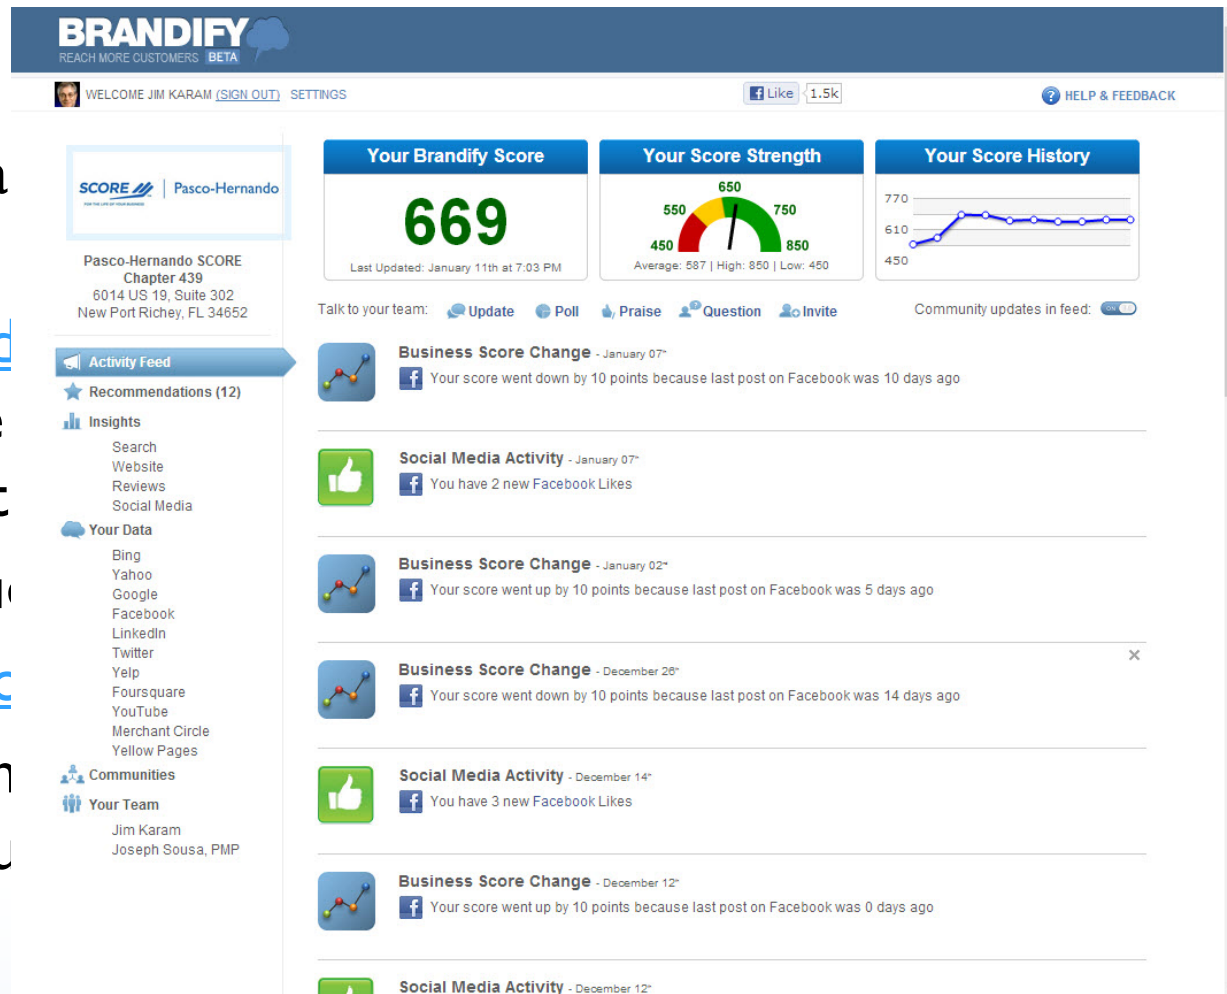 BRANDIFY
REACH MORE CUSTOMERS BETA
WELCOME JIM KARAM (SIGN OUT) SETTINGS
Like 1.5k
HELP & FEEDBACK
SCORE | Pasco-Hernando
FOR THE LIFE OF YOUR BUSINESS
Pasco-Hernando SCORE
Chapter 439
6014 US 19, Suite 302
New Port Richey, FL 34652
Activity Feed
Recommendations (12)
Insights
Search
Website
Reviews
Social Media
Your Data
Bing
Yahoo
Google
Facebook
LinkedIn
Twitter
Yelp
Foursquare
YouTube
Merchant Circle
Yellow Pages
Communities
Your Team
Jim Karam
Joseph Sousa, PMP
Your Brandify Score
669
Last Updated: January 11th at 7:03 PM
Your Score Strength
650
550 750
450 850
Average: 587 | High: 850 | Low: 450
Your Score History
770
610
450
Talk to your team: Update Poll Praise Question Invite
Community updates in feed: ON
Business Score Change - January 07
Your score went down by 10 points because last post on Facebook was 10 days ago
Social Media Activity - January 07
You have 2 new Facebook Likes
Business Score Change - January 02
Your score went up by 10 points because last post on Facebook was 5 days ago
Business Score Change - December 26
Your score went down by 10 points because last post on Facebook was 14 days ago
Social Media Activity - December 14
You have 3 new Facebook Likes
Business Score Change - December 12
Your score went up by 10 points because last post on Facebook was 0 days ago
Social Media Activity - December 12